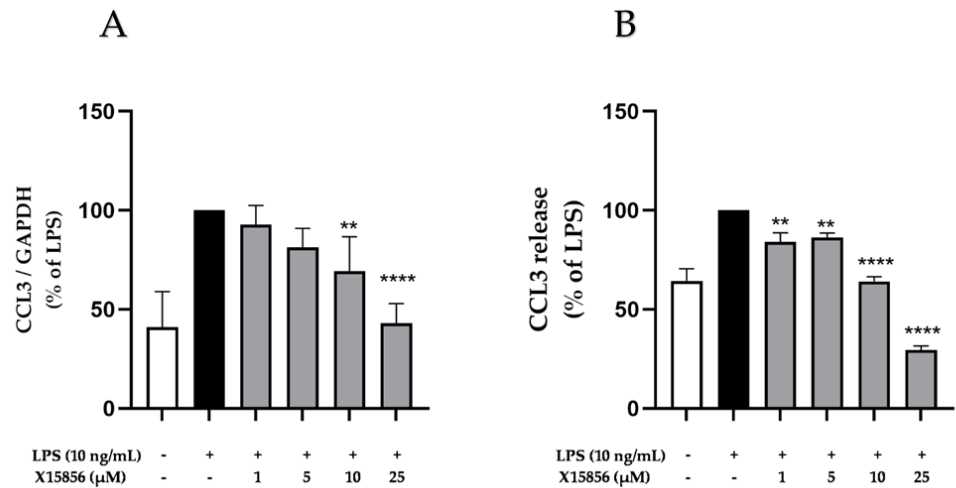 A
CCL3 / GAPDH
(% of LPS)
150
100
50
0
**
****
LPS (10 ng/mL) - + + + + +
X15856 (µM) - - 1 5 10 25
B
CCL3 release
(% of LPS)
150
100
50
0
**
**
****
****
LPS (10 ng/mL) - + + + + +
X15856 (µM) - - 1 5 10 25